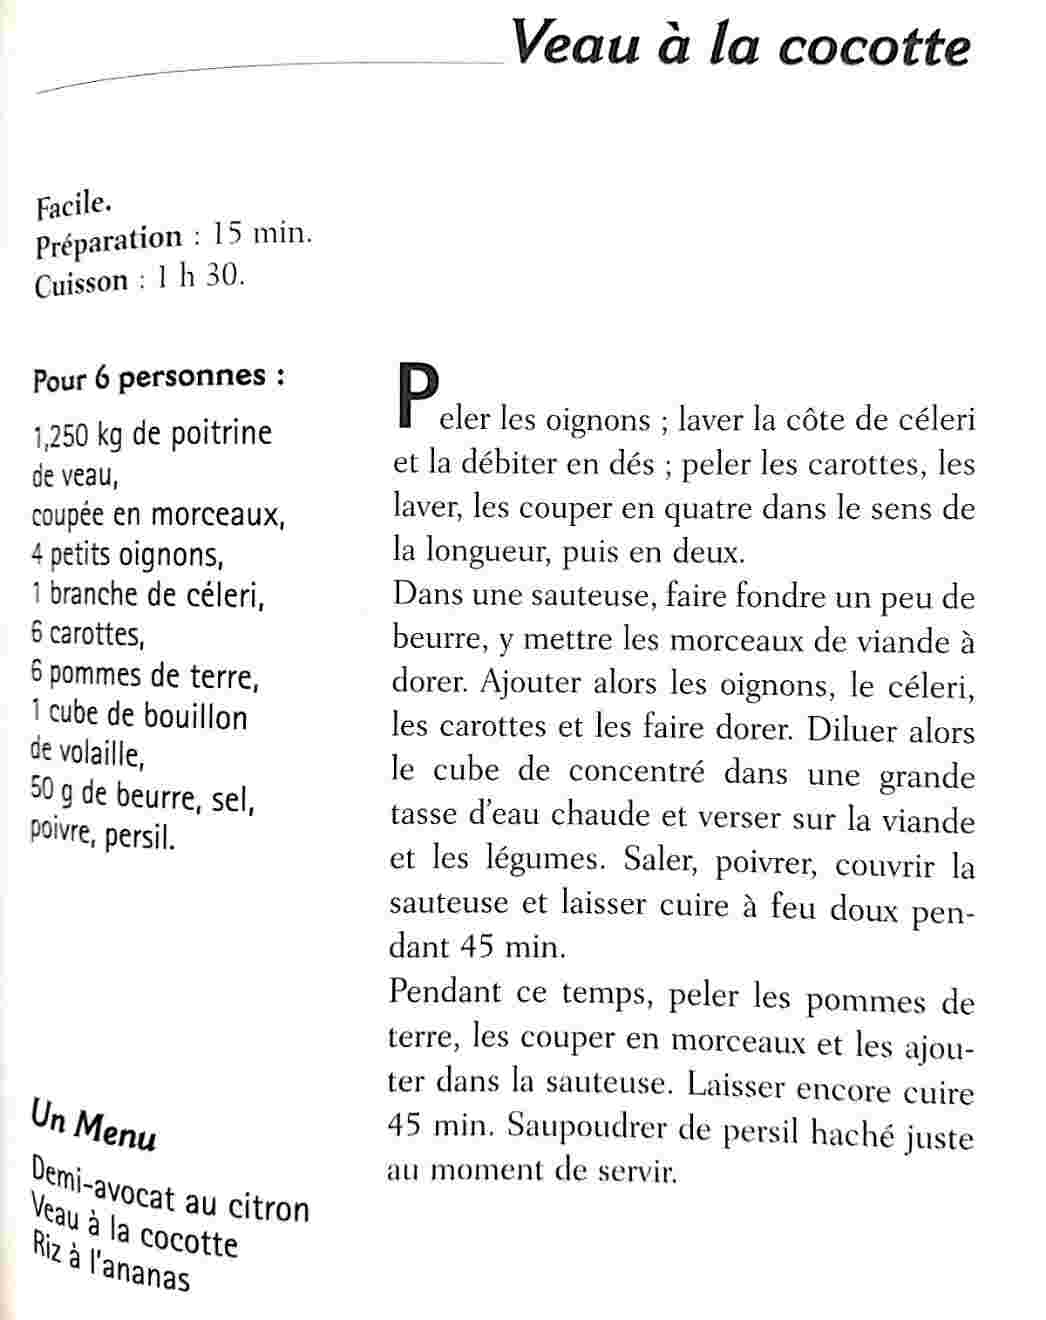 Veau à la cocotte
Facile.
Préparation : 15 min.
Cuisson : 1 h 30.
Pour 6 personnes :
1,250 kg de poitrine
de veau,
coupée en morceaux,
4 petits oignons,
1 branche de céleri,
6 carottes,
6 pommes de terre,
1 cube de bouillon
de volaille,
50 g de beurre, sel,
poivre, persil.
Peler les oignons ; laver la côte de céleri
et la débiter en dés ; peler les carottes, les
laver, les couper en quatre dans le sens de
la longueur, puis en deux.
Dans une sauteuse, faire fondre un peu de
beurre, y mettre les morceaux de viande à
dorer. Ajouter alors les oignons, le céleri,
les carottes et les faire dorer. Diluer alors
le cube de concentré dans une grande
tasse d'eau chaude et verser sur la viande
et les légumes. Saler, poivrer, couvrir la
sauteuse et laisser cuire à feu doux pen-
dant 45 min.
Pendant ce temps, peler les pommes de
terre, les couper en morceaux et les ajou-
ter dans la sauteuse. Laisser encore cuire
45 min. Saupoudrer de persil haché juste
au moment de servir.
Un Menu
Demi-avocat au citron
Veau à la cocotte
Riz à l'ananas